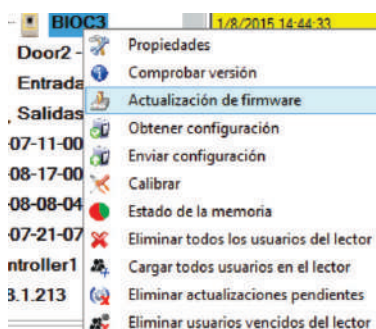 BIOC3
1/8/2015 14:44:33
Door2 -
Propiedades
Entrada
Comprobar versión
Salidas
Actualización de firmware
-07-11-00
Obtener configuración
-08-17-00
Enviar configuración
-08-08-04
Calibrar
-07-21-07
Estado de la memoria
ntroller1
Eliminar todos los usuarios del lector
3.1.213
Cargar todos usuarios en el lector
Eliminar actualizaciones pendientes
Eliminar usuarios vencidos del lector